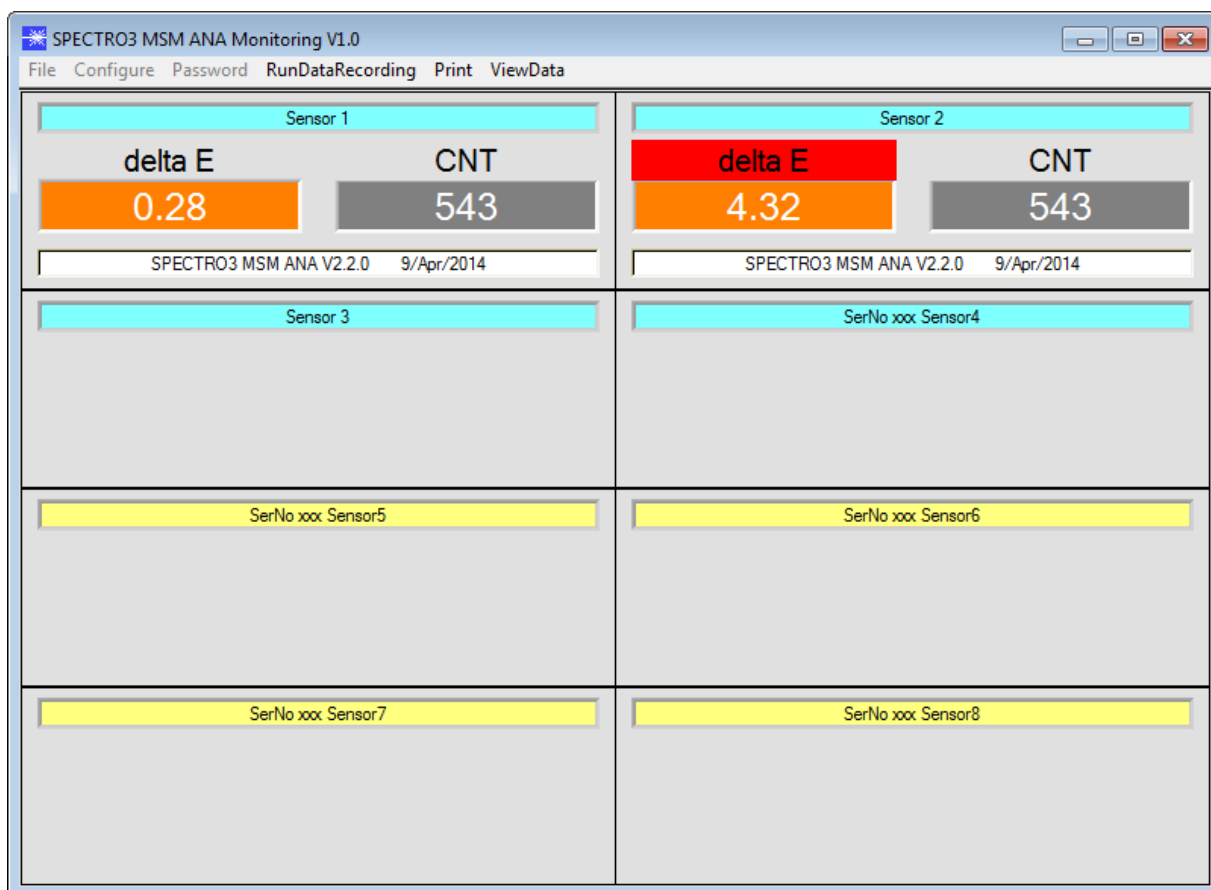 SPECTRO3 MSM ANA Monitoring V1.0
File Configure Password RunDataRecording Print ViewData
Sensor 1
delta E CNT
0.28 543
SPECTRO3 MSM ANA V2.2.0 9/Apr/2014
Sensor 2
delta E CNT
4.32 543
SPECTRO3 MSM ANA V2.2.0 9/Apr/2014
Sensor 3
SerNo xxx Sensor4
SerNo xxx Sensor5
SerNo xxx Sensor6
SerNo xxx Sensor7
SerNo xxx Sensor8